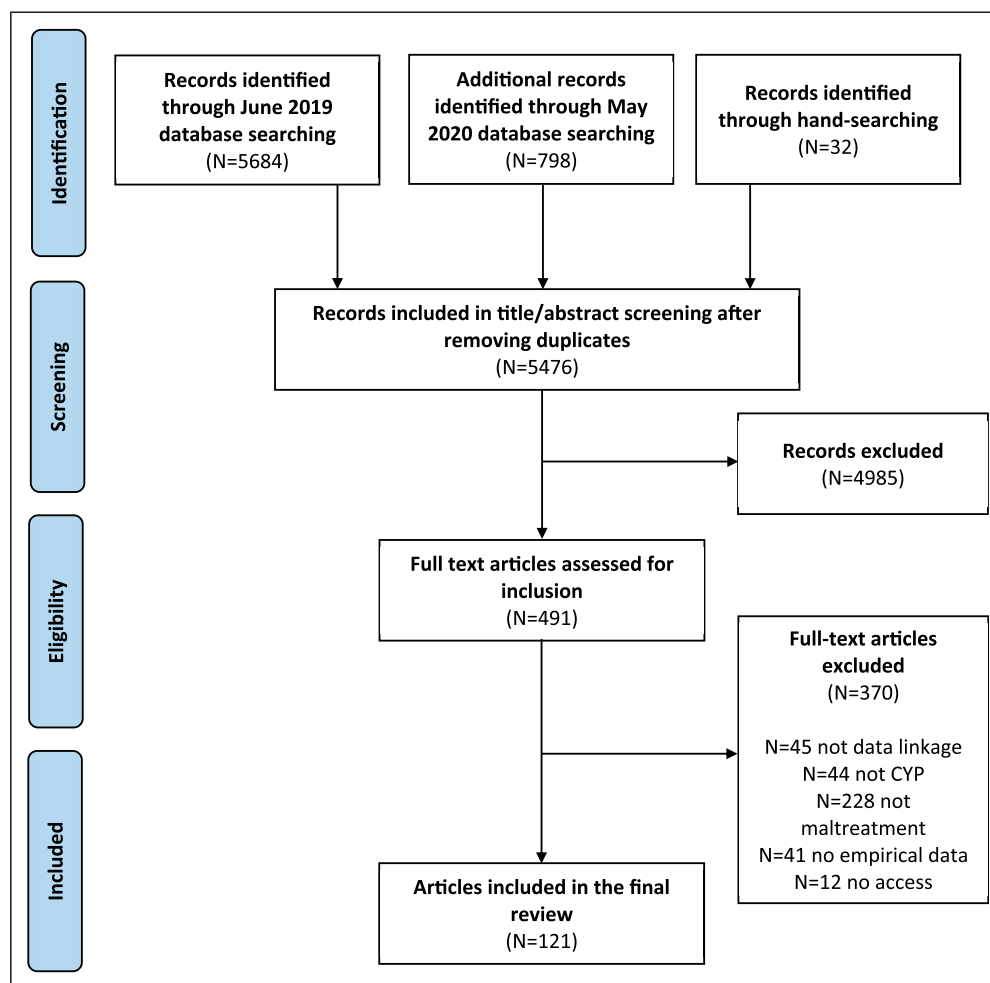 Identification
Records identified
through June 2019
database searching
(N=5684)
Additional records
identified through May
2020 database searching
(N=798)
Records identified
through hand-searching
(N=32)
Screening
Records included in title/abstract screening after
removing duplicates
(N=5476)
Records excluded
(N=4985)
Eligibility
Full text articles assessed for
inclusion
(N=491)
Full-text articles
excluded
(N=370)
N=45 not data linkage
N=44 not CYP
N=228 not
maltreatment
N=41 no empirical data
N=12 no access
Included
Articles included in the final
review
(N=121)